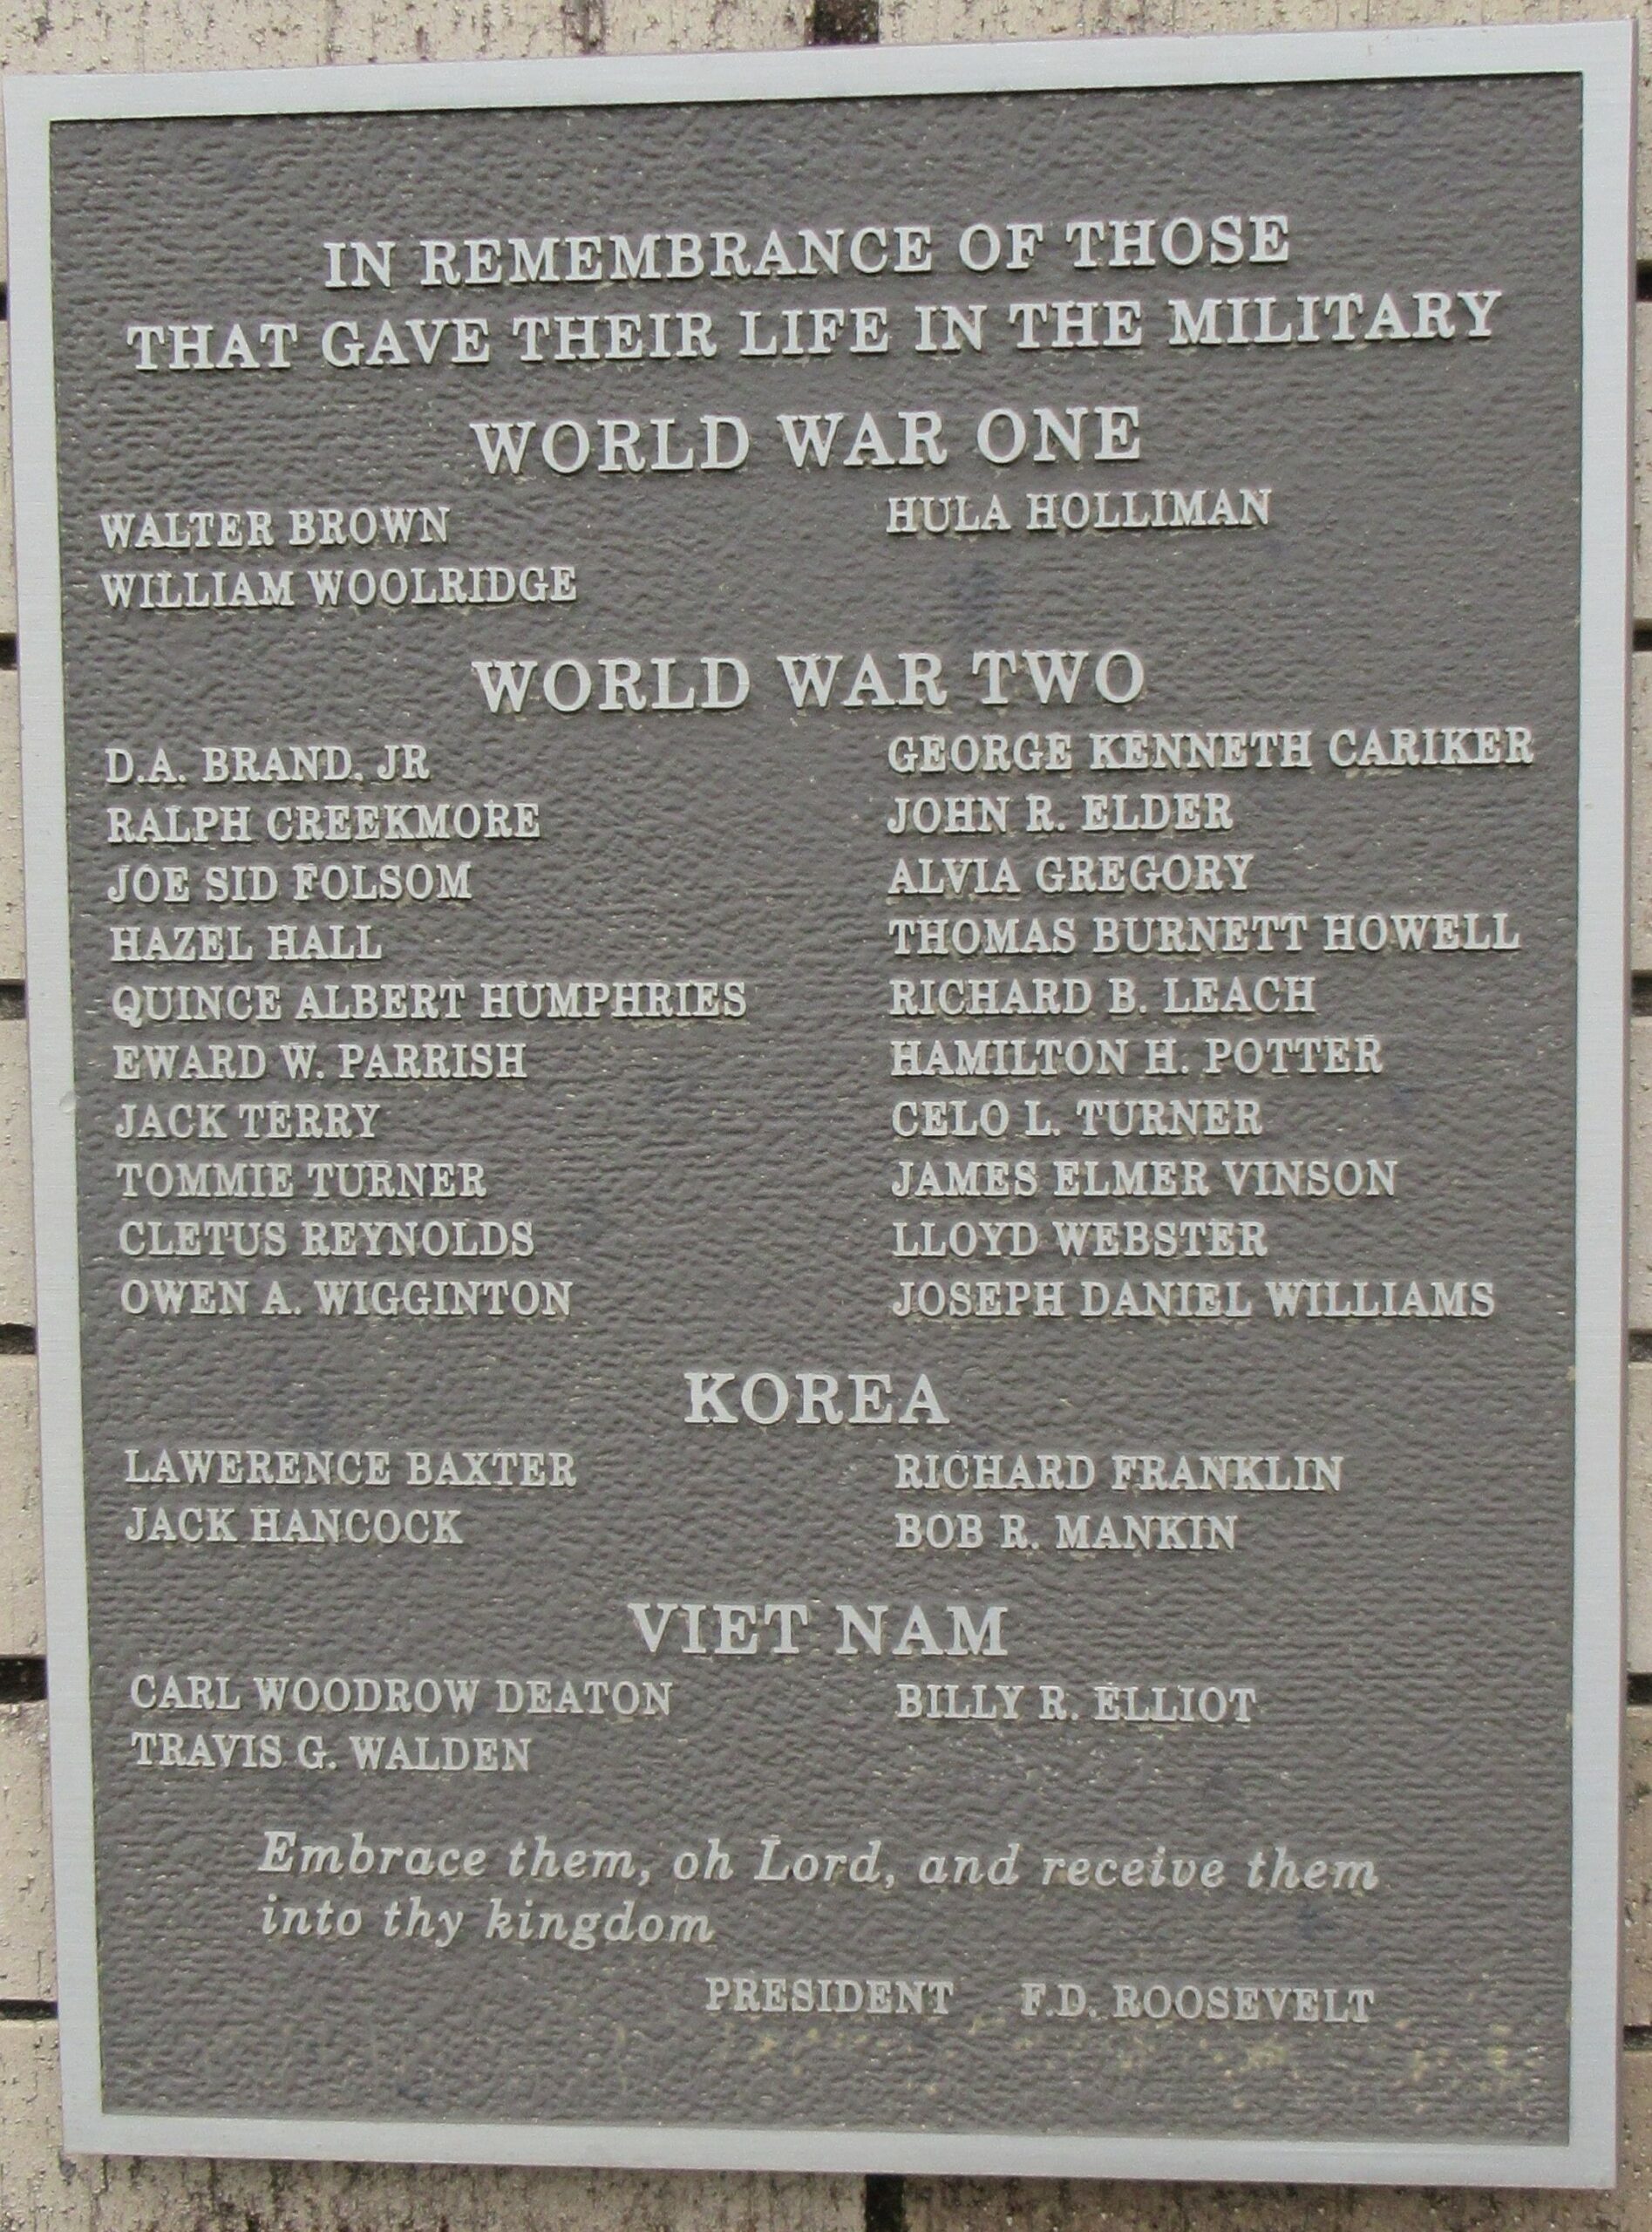 IN REMEMBRANCE OF THOSE
THAT GAVE THEIR LIFE IN THE MILITARY
WORLD WAR ONE
WALTER BROWN HULA HOLLIMAN
WILLIAM WOOLRIDGE
WORLD WAR TWO
D.A. BRAND, JR GEORGE KENNETH CARIKER
RALPH CREEKMORE JOHN R. ELDER
JOE SID FOLSOM ALVIA GREGORY
HAZEL HALL THOMAS BURNETT HOWELL
QUINCE ALBERT HUMPHRIES RICHARD B. LEACH
EWARD W. PARRISH HAMILTON H. POTTER
JACK TERRY CELO L. TURNER
TOMMIE TURNER JAMES ELMER VINSON
CLETUS REYNOLDS LLOYD WEBSTER
OWEN A. WIGGINTON JOSEPH DANIEL WILLIAMS
KOREA
LAWERENCE BAXTER RICHARD FRANKLIN
JACK HANCOCK BOB R. MANKIN
VIET NAM
CARL WOODROW DEATON BILLY R. ELLIOT
TRAVIS G. WALDEN
Embrace them, oh Lord, and receive them
into thy kingdom
PRESIDENT F.D. ROOSEVELT